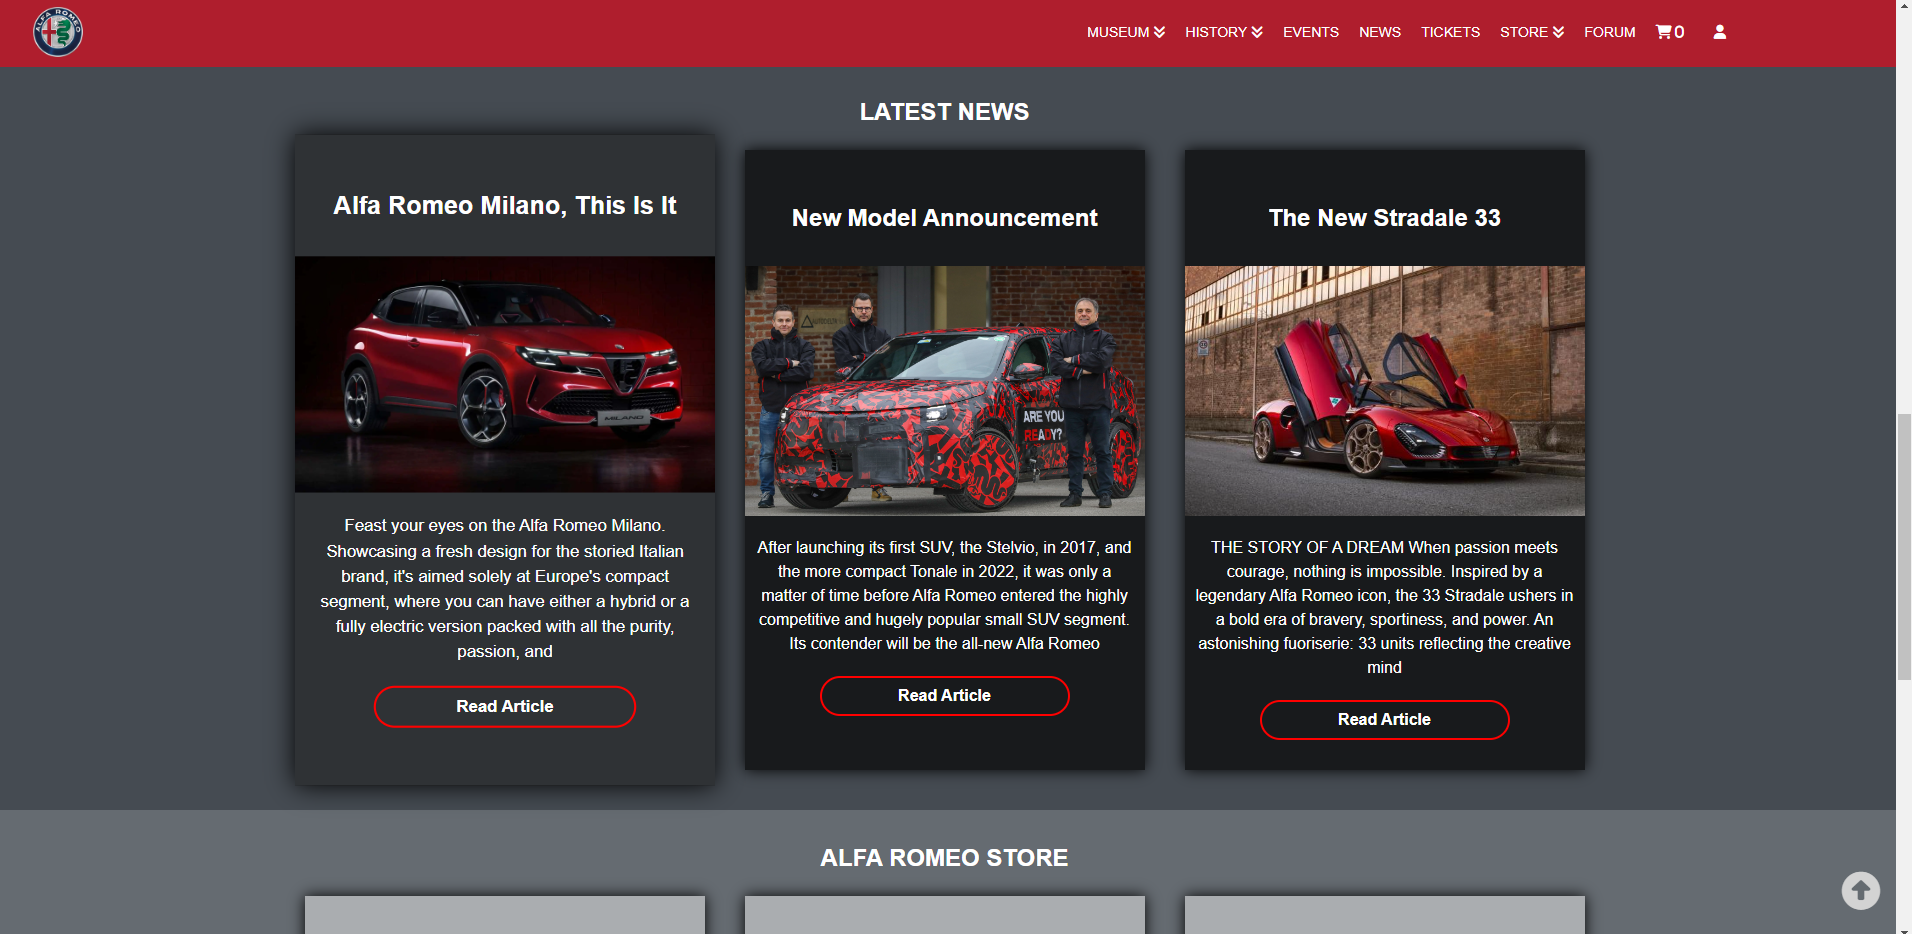 ALFA ROMEO
MUSEUM
HISTORY
EVENTS
NEWS
TICKETS
STORE
FORUM
0
LATEST NEWS
Alfa Romeo Milano, This Is It
MILANO
Feast your eyes on the Alfa Romeo Milano.
Showcasing a fresh design for the storied Italian
brand, it's aimed solely at Europe's compact
segment, where you can have either a hybrid or a
fully electric version packed with all the purity,
passion, and
Read Article
New Model Announcement
ARE YOU
READY?
After launching its first SUV, the Stelvio, in 2017, and
the more compact Tonale in 2022, it was only a
matter of time before Alfa Romeo entered the highly
competitive and hugely popular small SUV segment.
Its contender will be the all-new Alfa Romeo
Read Article
The New Stradale 33
THE STORY OF A DREAM When passion meets
courage, nothing is impossible. Inspired by a
legendary Alfa Romeo icon, the 33 Stradale ushers in
a bold era of bravery, sportiness, and power. An
astonishing fuoriserie: 33 units reflecting the creative
mind
Read Article
ALFA ROMEO STORE